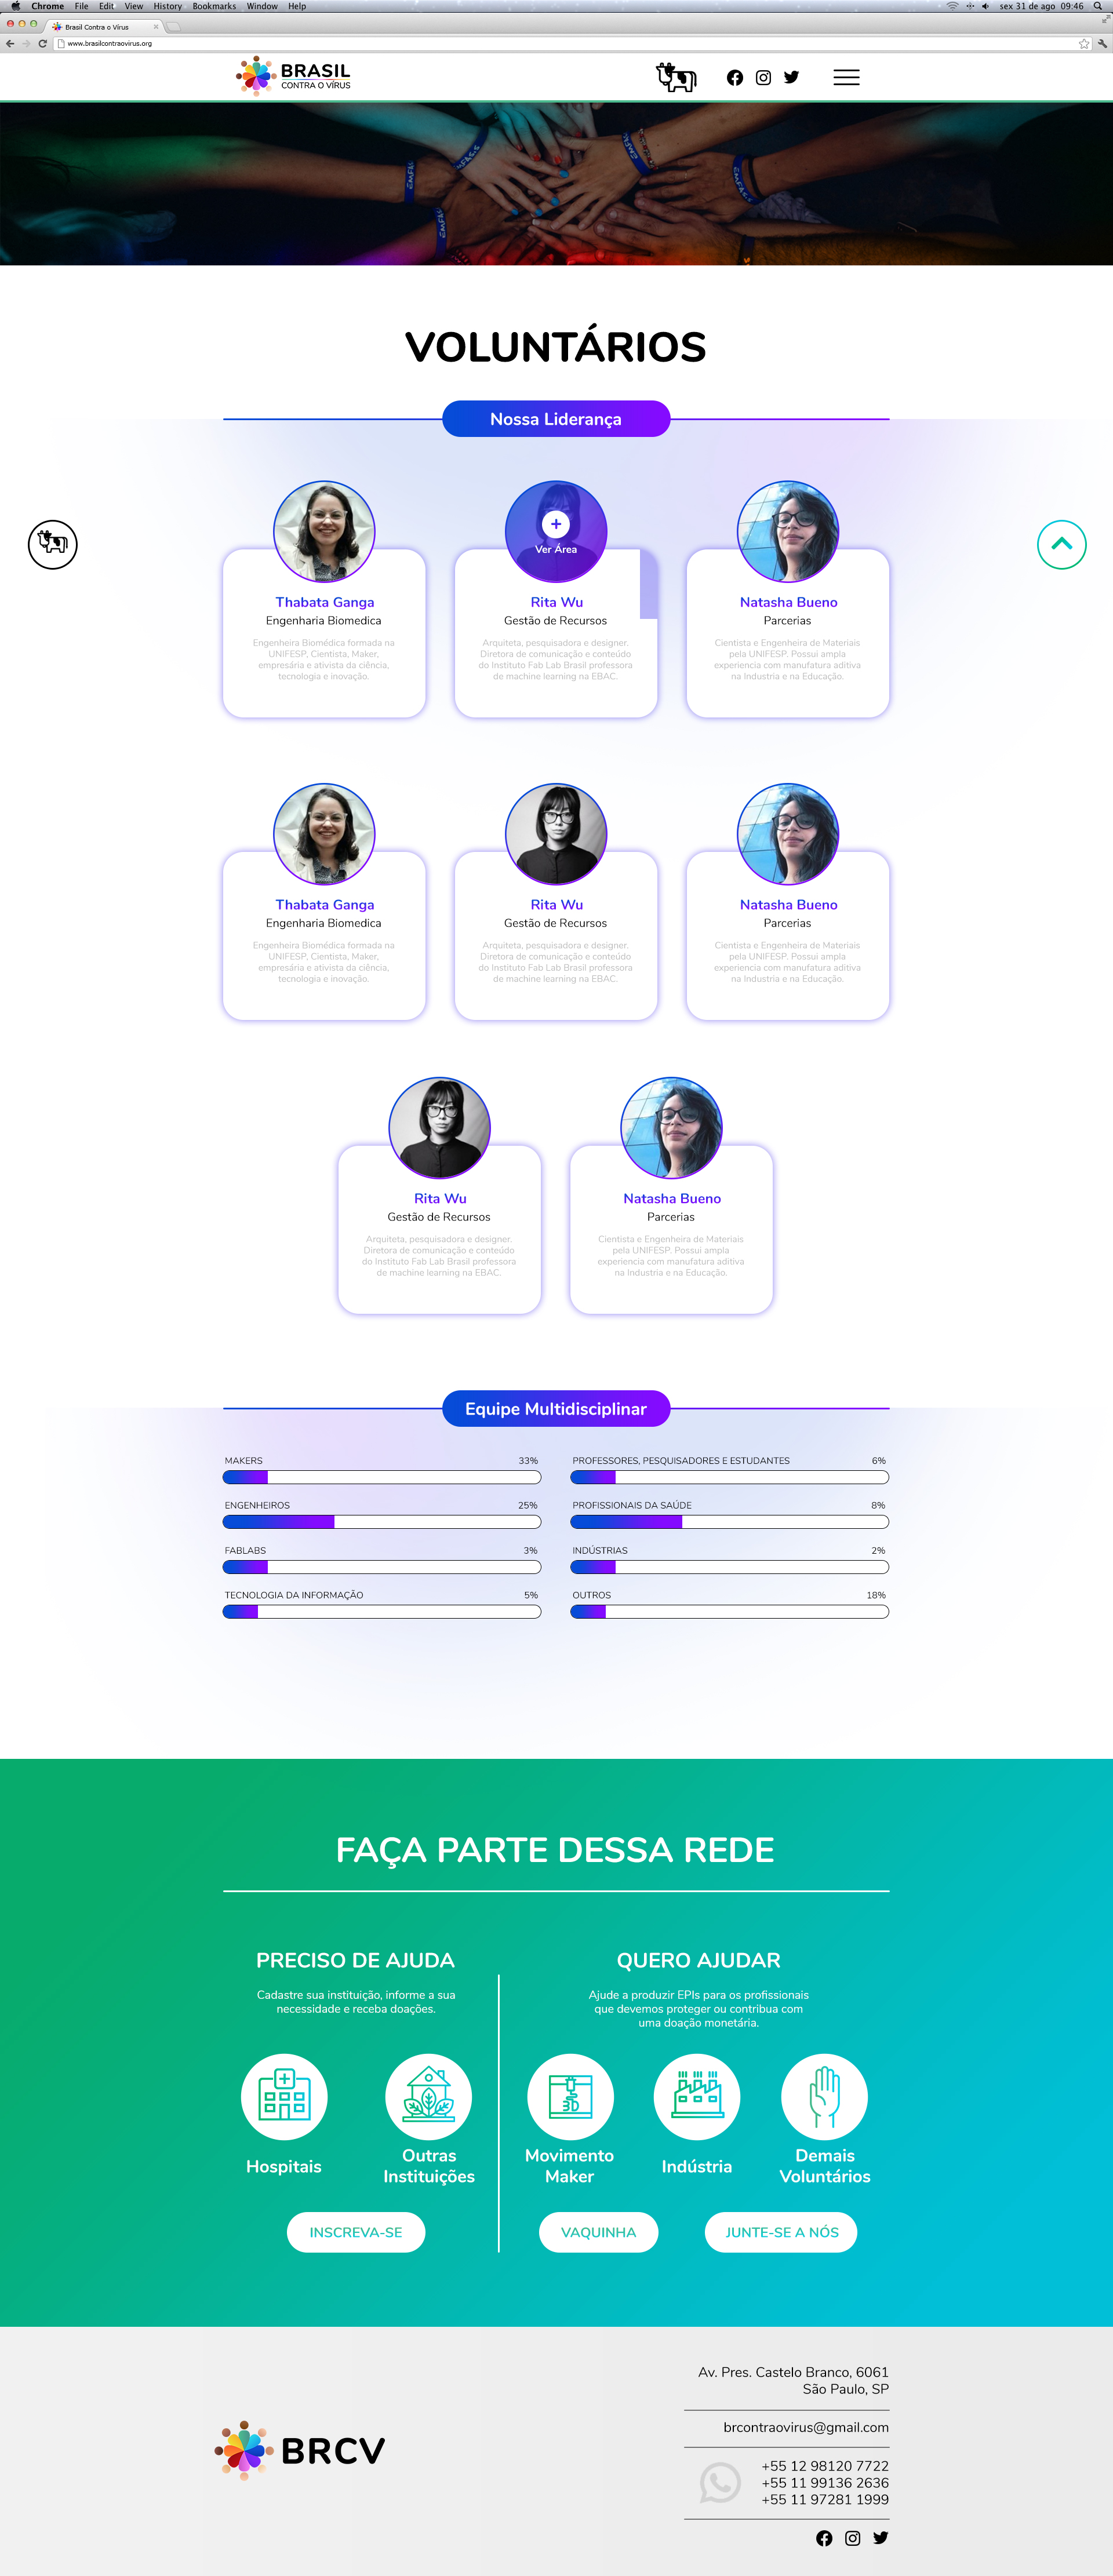 Chrome File Edit View History Bookmarks Window Help
sex 31 de ago 09:46
Brasil Contra o Vírus
www.brasilcontraovirus.org
BRASIL
CONTRA O VÍRUS
EMFACE
EMFACE
EMFACE
EMFACE
VOLUNTÁRIOS
Nossa Liderança
+
Ver Área
Thabata Ganga
Engenharia Biomedica
Engenheira Biomédica formada na
UNIFESP, Cientista, Maker,
empresária e ativista da ciência,
tecnologia e inovação.
Rita Wu
Gestão de Recursos
Arquiteta, pesquisadora e designer.
Diretora de comunicação e conteúdo
do Instituto Fab Lab Brasil professora
de machine learning na EBAC.
Natasha Bueno
Parcerias
Cientista e Engenheira de Materiais
pela UNIFESP. Possui ampla
experiencia com manufatura aditiva
na Industria e na Educação.
Thabata Ganga
Engenharia Biomedica
Engenheira Biomédica formada na
UNIFESP, Cientista, Maker,
empresária e ativista da ciência,
tecnologia e inovação.
Rita Wu
Gestão de Recursos
Arquiteta, pesquisadora e designer.
Diretora de comunicação e conteúdo
do Instituto Fab Lab Brasil professora
de machine learning na EBAC.
Natasha Bueno
Parcerias
Cientista e Engenheira de Materiais
pela UNIFESP. Possui ampla
experiencia com manufatura aditiva
na Industria e na Educação.
Rita Wu
Gestão de Recursos
Arquiteta, pesquisadora e designer.
Diretora de comunicação e conteúdo
do Instituto Fab Lab Brasil professora
de machine learning na EBAC.
Natasha Bueno
Parcerias
Cientista e Engenheira de Materiais
pela UNIFESP. Possui ampla
experiencia com manufatura aditiva
na Industria e na Educação.
Equipe Multidisciplinar
MAKERS 33%
ENGENHEIROS 25%
FABLABS 3%
TECNOLOGIA DA INFORMAÇÃO 5%
PROFESSORES, PESQUISADORES E ESTUDANTES 6%
PROFISSIONAIS DA SAÚDE 8%
INDÚSTRIAS 2%
OUTROS 18%
FAÇA PARTE DESSA REDE
PRECISO DE AJUDA
Cadastre sua instituição, informe a sua
necessidade e receba doações.
Hospitais
Outras
Instituições
INSCREVA-SE
QUERO AJUDAR
Ajude a produzir EPIs para os profissionais
que devemos proteger ou contribua com
uma doação monetária.
3D
Movimento
Maker
Indústria
Demais
Voluntários
VAQUINHA
JUNTE-SE A NÓS
BRCV
Av. Pres. Castelo Branco, 6061
São Paulo, SP
brcontraovirus@gmail.com
+55 12 98120 7722
+55 11 99136 2636
+55 11 97281 1999